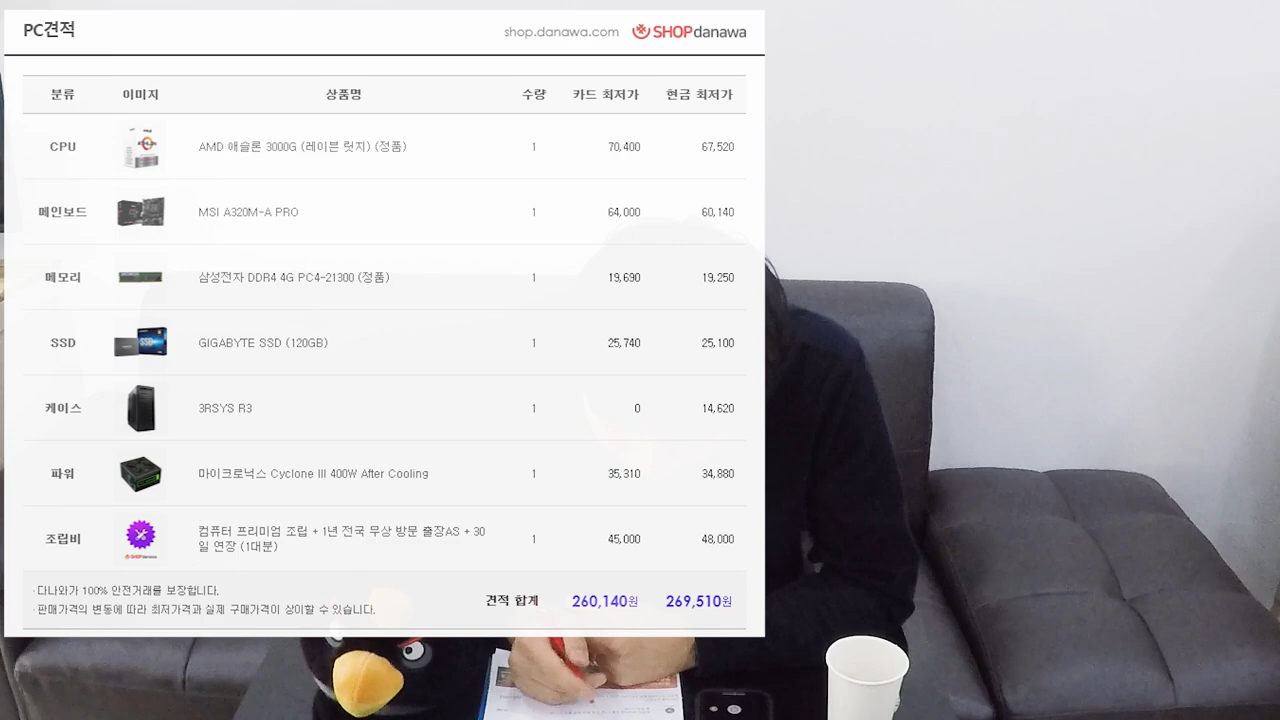 PC견적
shop.danawa.com SHOPdanawa
분류 이미지 상품명 수량 카드 최저가 현금 최저가
CPU AMD 애슬론 3000G (레이븐 릿지) (정품) 1 70,400 67,520
메인보드 MSI A320M-A PRO 1 64,000 60,140
메모리 삼성전자 DDR4 4G PC4-21300 (정품) 1 19,690 19,250
SSD GIGABYTE SSD (120GB) 1 25,740 25,100
케이스 3RSYS R3 1 0 14,620
파워 마이크로닉스 Cyclone III 400W After Cooling 1 35,310 34,880
조립비 컴퓨터 프리미엄 조립 + 1년 전국 무상 방문 출장AS + 30
일 연장 (1대분) 1 45,000 48,000
· 다나와가 100% 안전거래를 보장합니다.
· 판매가격의 변동에 따라 최저가격과 실제 구매가격이 상이할 수 있습니다.
견적 합계 260,140원 269,510원